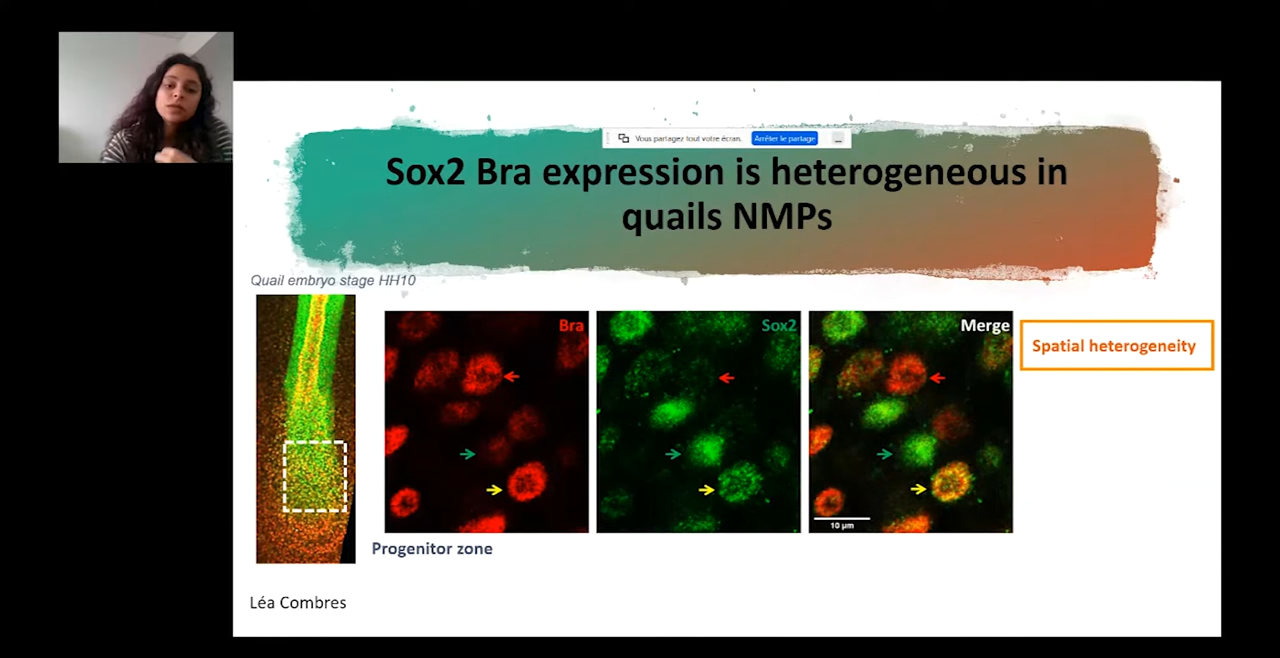 Vous partagez tout votre écran. Arrêter le partage
Sox2 Bra expression is heterogeneous in
quails NMPs
Quail embryo stage HH10
Bra
Sox2
Merge
Spatial heterogeneity
10 µm
Progenitor zone
Léa Combres